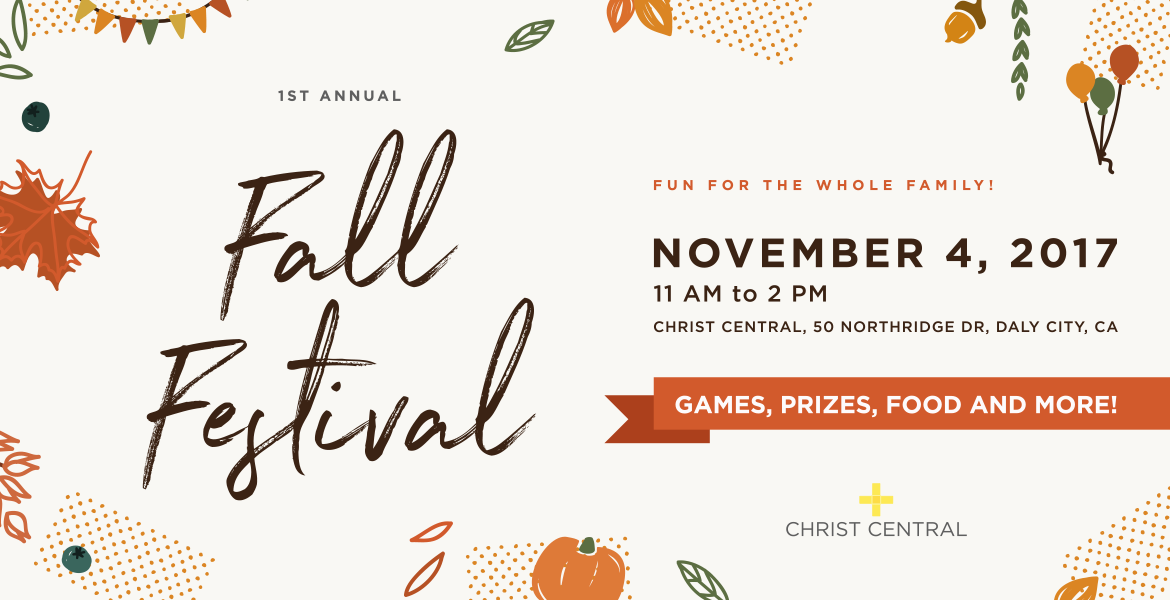 1ST ANNUAL
Fall
Festival
FUN FOR THE WHOLE FAMILY!
NOVEMBER 4, 2017
11 AM to 2 PM
CHRIST CENTRAL, 50 NORTHRIDGE DR, DALY CITY, CA
GAMES, PRIZES, FOOD AND MORE!
CHRIST CENTRAL